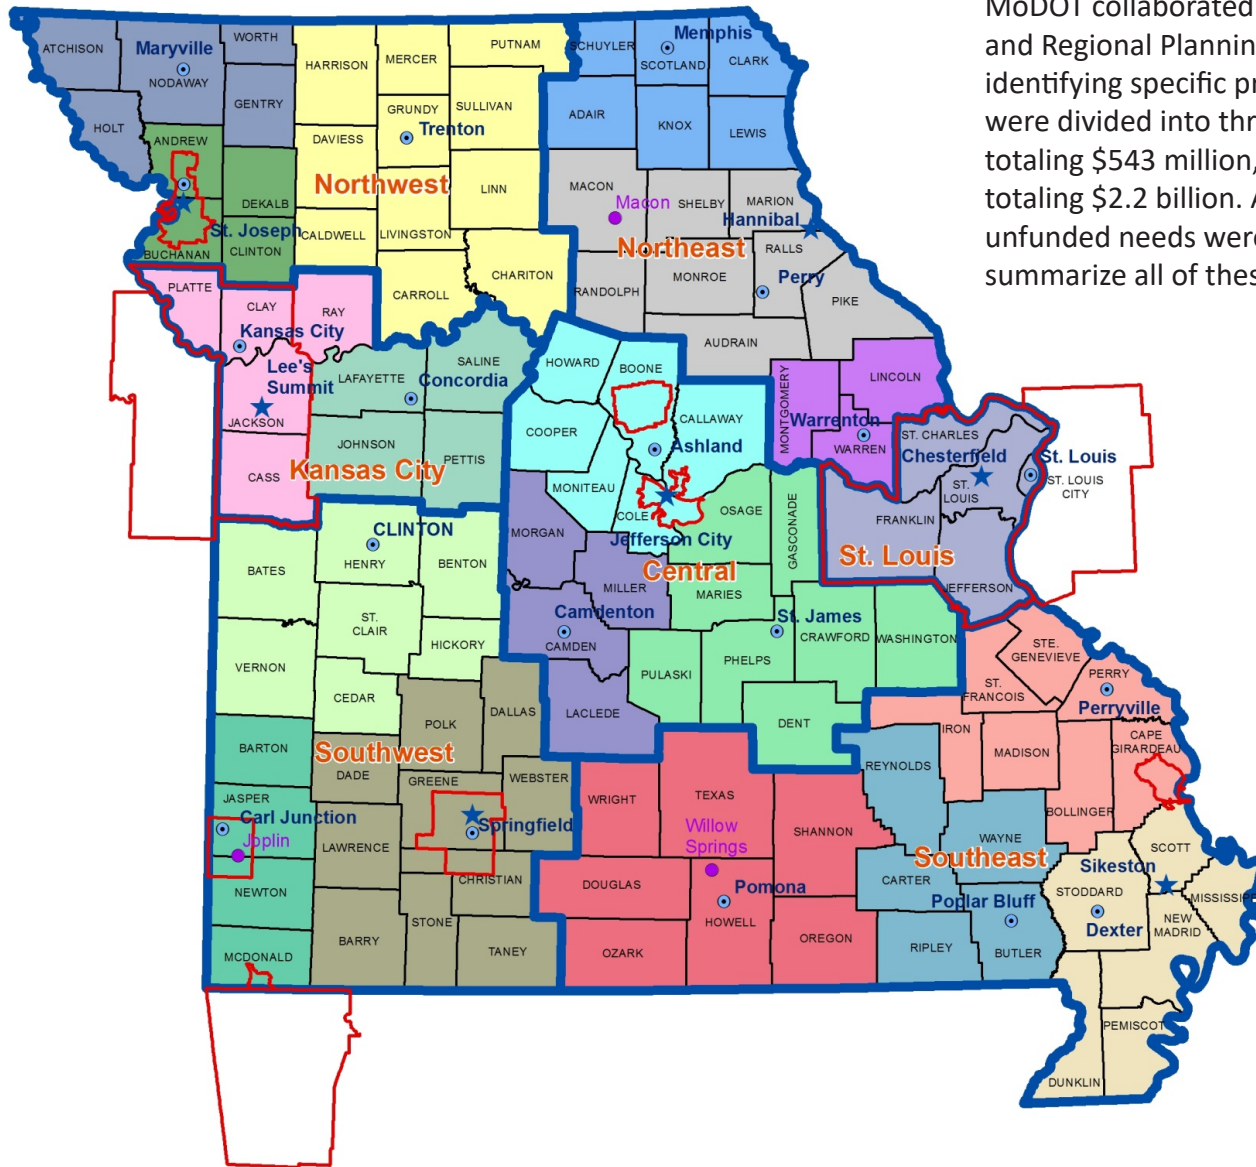 MoDOT collaborated
and Regional Plannin
identifying specific pr
were divided into thr
totaling $543 million,
totaling $2.2 billion. A
unfunded needs wer
summarize all of thes
ATCHISON
Maryville
NODAWAY
WORTH
HARRISON
MERCER
PUTNAM
SCHUYLER
Memphis
SCOTLAND
CLARK
HOLT
GENTRY
GRUNDY
Trenton
SULLIVAN
ADAIR
KNOX
LEWIS
ANDREW
DAVIESS
Northwest
LINN
MACON
Macon
SHELBY
MARION
Hannibal
DEKALB
St. Joseph
BUCHANAN
CLINTON
CALDWELL
LIVINGSTON
CHARITON
Northeast
RALLS
MONROE
Perry
RANDOLPH
PIKE
PLATTE
CLAY
RAY
CARROLL
AUDRAIN
Kansas City
Lee's
Summit
JACKSON
LAFAYETTE
Concordia
SALINE
HOWARD
BOONE
CALLAWAY
MONTGOMERY
LINCOLN
Warrenton
WARREN
ST. CHARLES
Chesterfield
ST.
LOUIS
St. Louis
ST. LOUIS
CITY
CASS
JOHNSON
Kansas City
PETTIS
COOPER
Ashland
MONITEAU
COLE
Jefferson City
OSAGE
GASCONADE
FRANKLIN
St. Louis
JEFFERSON
CLINTON
HENRY
BATES
BENTON
MORGAN
MILLER
Central
MARIES
ST.
CLAIR
HICKORY
Camdenton
CAMDEN
St. James
CRAWFORD
WASHINGTON
VERNON
CEDAR
PULASKI
PHELPS
STE.
GENEVIEVE
ST.
FRANCOIS
PERRY
Perryville
POLK
DALLAS
LACLEDE
DENT
IRON
MADISON
CAPE
GIRARDEAU
BARTON
Southwest
DADE
GREENE
WEBSTER
REYNOLDS
BOLLINGER
JASPER
Carl Junction
Joplin
LAWRENCE
Springfield
WRIGHT
TEXAS
Willow
Springs
SHANNON
WAYNE
Southeast
SCOTT
Sikeston
NEWTON
CHRISTIAN
DOUGLAS
Pomona
HOWELL
CARTER
Poplar Bluff
STODDARD
Dexter
MISSISSIPPI
NEW
MADRID
BARRY
STONE
TANEY
OZARK
OREGON
RIPLEY
BUTLER
MCDONALD
PEMISCOT
DUNKLIN